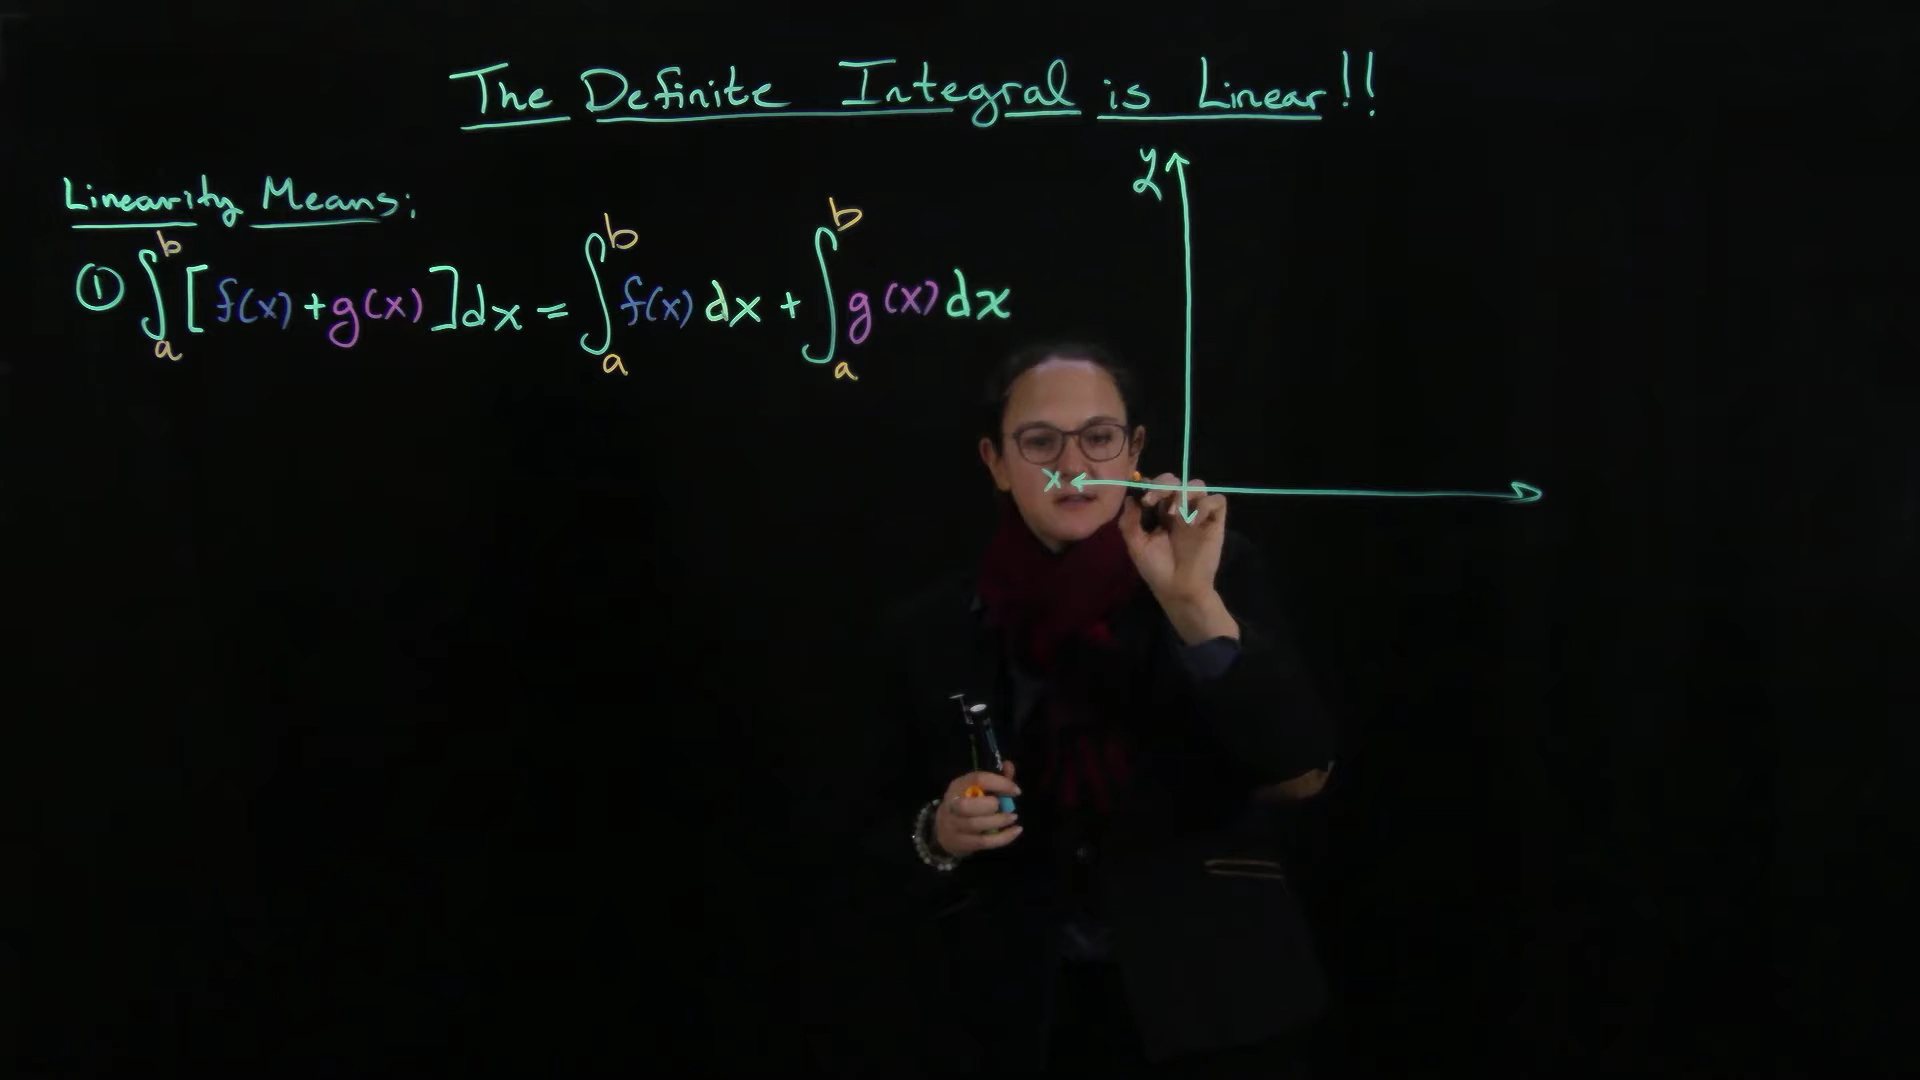 The Definite Integral is Linear!!
Linearity Means:
① ∫_a^b [f(x) + g(x)] dx = ∫_a^b f(x) dx + ∫_a^b g(x) dx
y
x